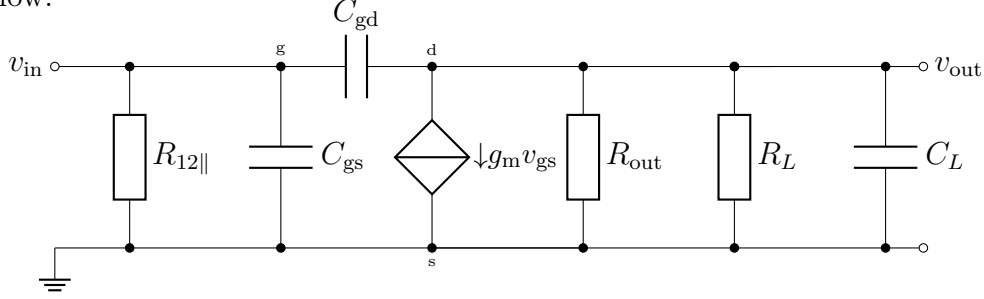 C_gd
g
d
v_in
v_out
R_12∥
C_gs
↓g_m v_gs
R_out
R_L
C_L
s